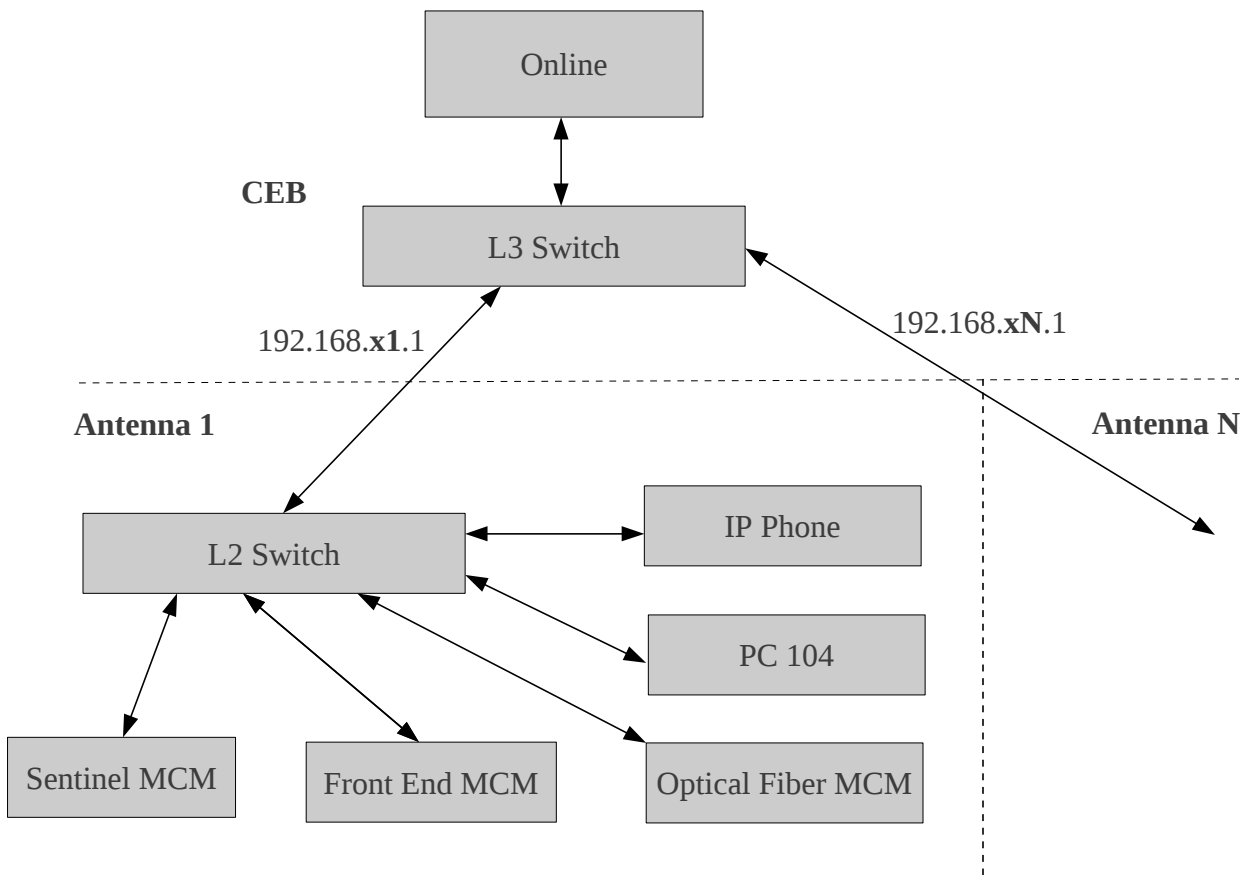 Online
CEB
L3 Switch
192.168.x1.1
192.168.xN.1
Antenna 1
Antenna N
IP Phone
L2 Switch
PC 104
Sentinel MCM
Front End MCM
Optical Fiber MCM